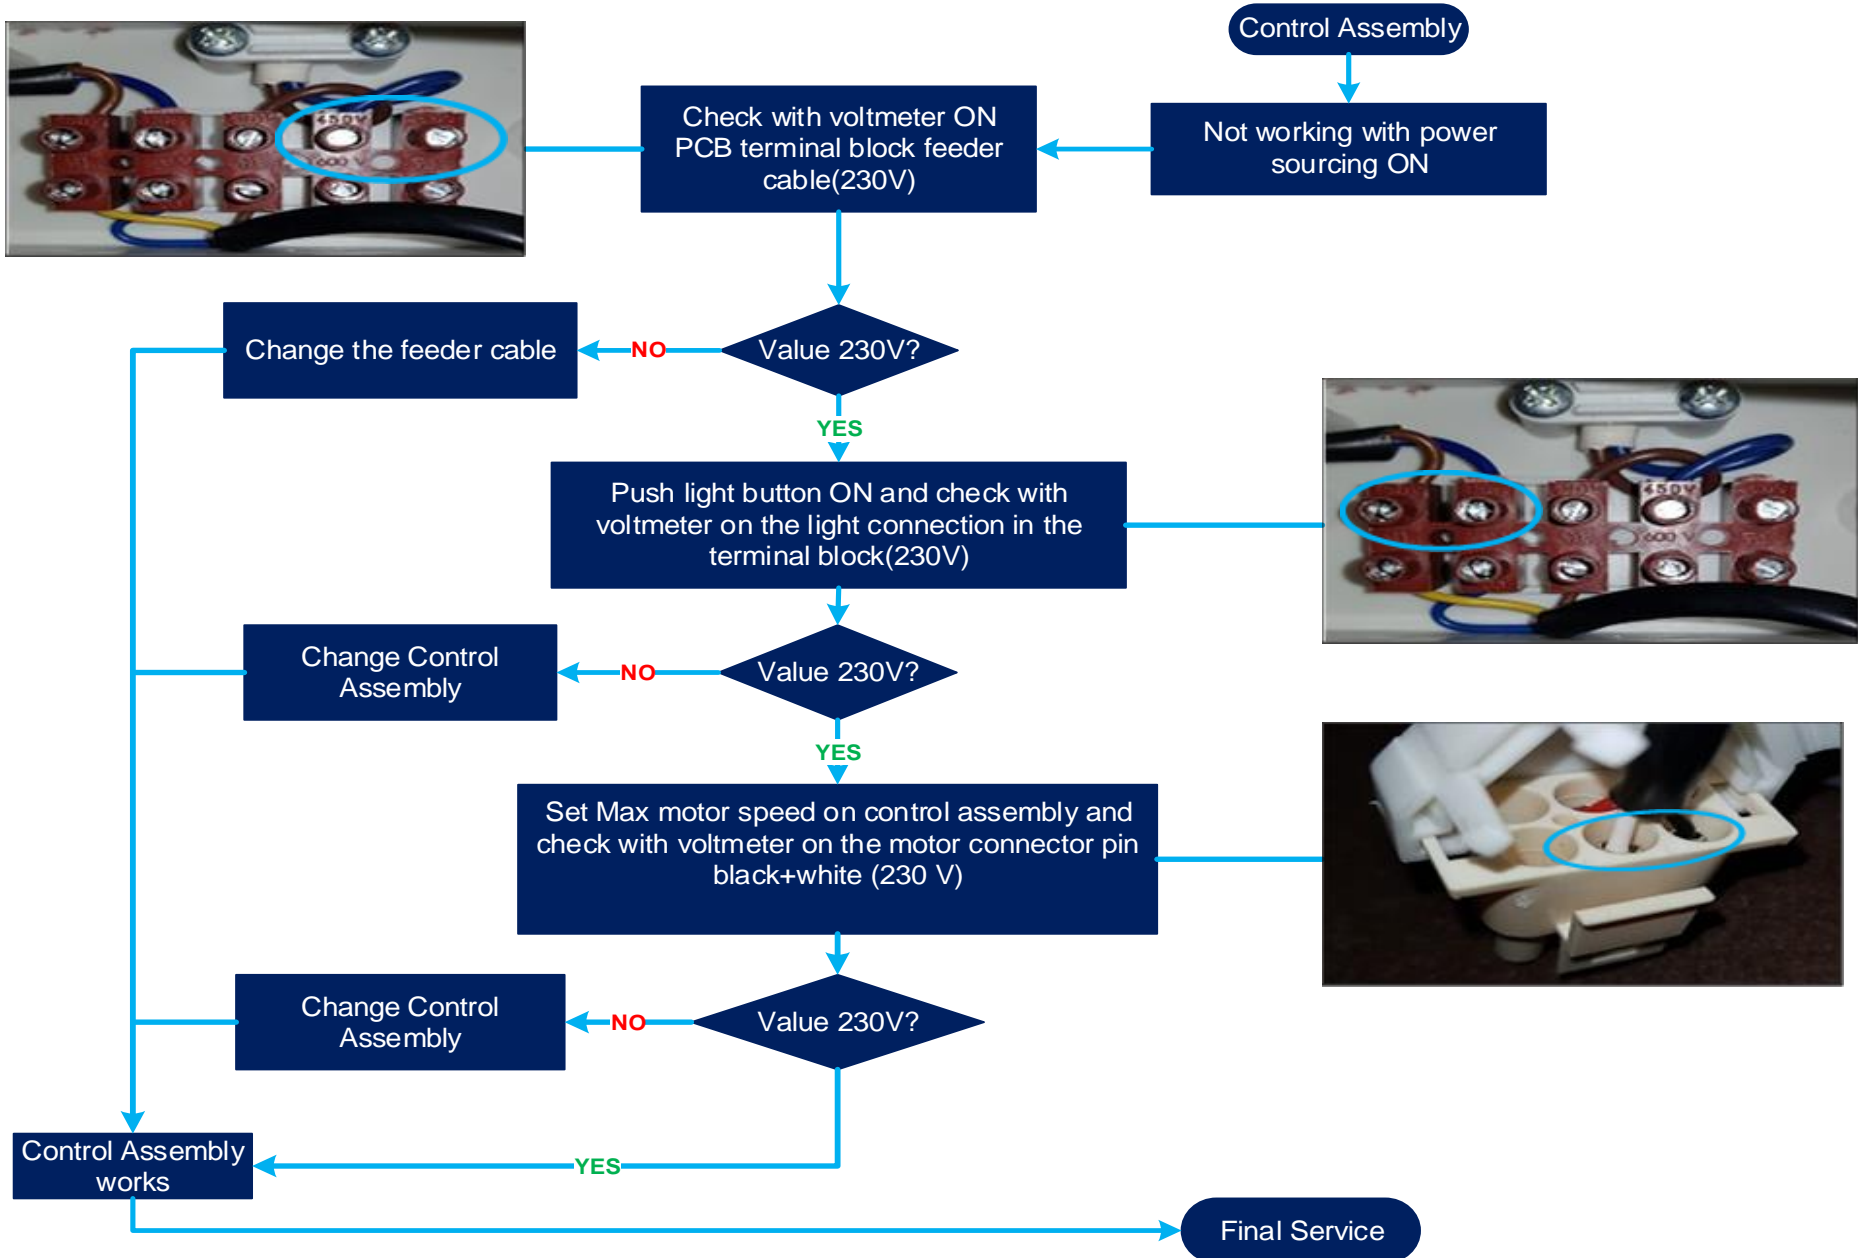 Control Assembly
Not working with power
sourcing ON
Check with voltmeter ON
PCB terminal block feeder
cable(230V)
450V
600 V
Value 230V?
NO
Change the feeder cable
YES
Push light button ON and check with
voltmeter on the light connection in the
terminal block(230V)
450V
600 V
Value 230V?
NO
Change Control
Assembly
YES
Set Max motor speed on control assembly and
check with voltmeter on the motor connector pin
black+white (230 V)
Value 230V?
NO
Change Control
Assembly
YES
Control Assembly
works
Final Service